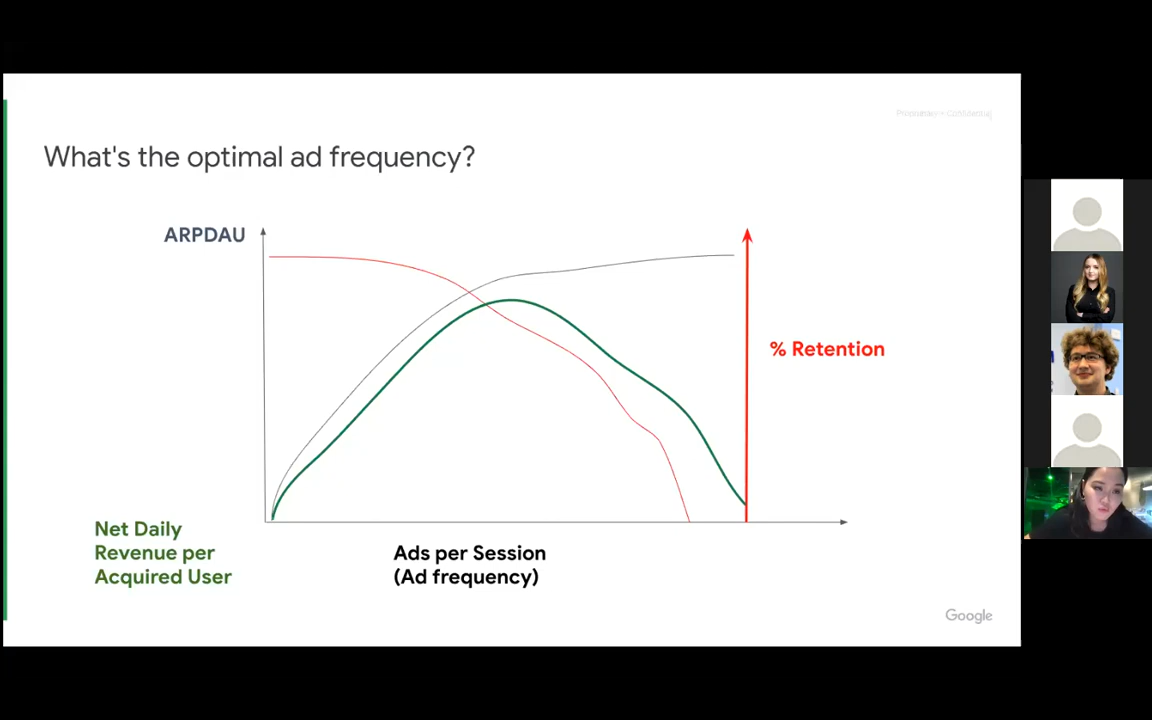 What's the optimal ad frequency?
ARPDAU
% Retention
Net Daily
Revenue per
Acquired User
Ads per Session
(Ad frequency)
Google